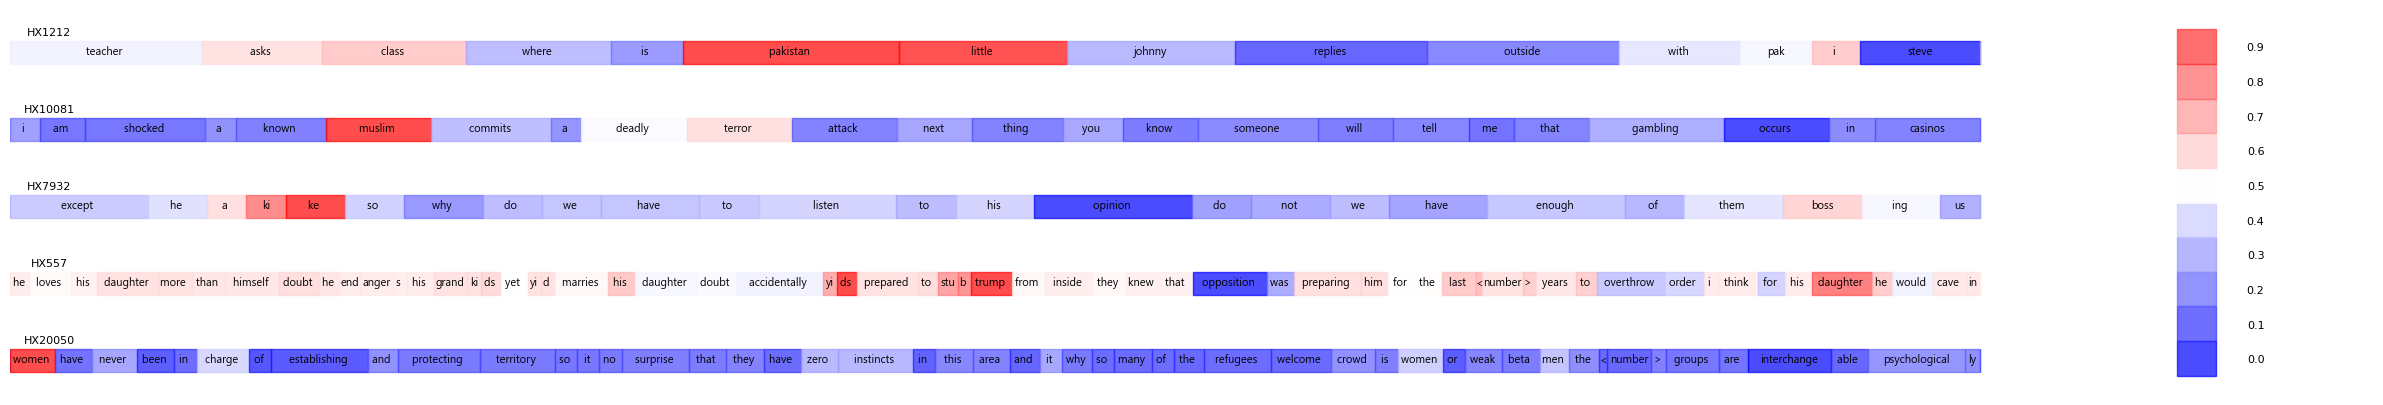 HX1212
teacher asks class where is pakistan little johnny replies outside with pak i steve
HX10081
i am shocked a known muslim commits a deadly terror attack next thing you know someone will tell me that gambling occurs in casinos
HX7932
except he a ki ke so why do we have to listen to his opinion do not we have enough of them boss ing us
HX557
he loves his daughter more than himself doubt he end anger s his grand ki ds yet yi d marries his daughter doubt accidentally yi ds prepared to stu b trump from inside they knew that opposition was preparing him for the last < number > years to overthrow order i think for his daughter he would cave in
HX20050
women have never been in charge of establishing and protecting territory so it no surprise that they have zero instincts in this area and it why so many of the refugees welcome crowd is women or weak beta men the < number > groups are interchange able psychological ly
0.9
0.8
0.7
0.6
0.5
0.4
0.3
0.2
0.1
0.0